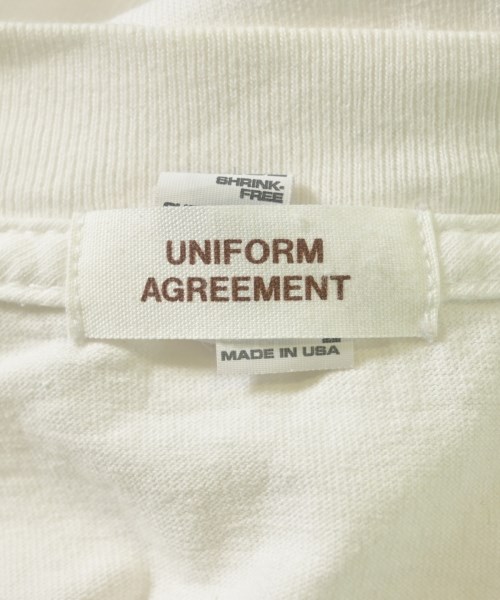 SHRINK-
FREE
UNIFORM
AGREEMENT
MADE IN USA